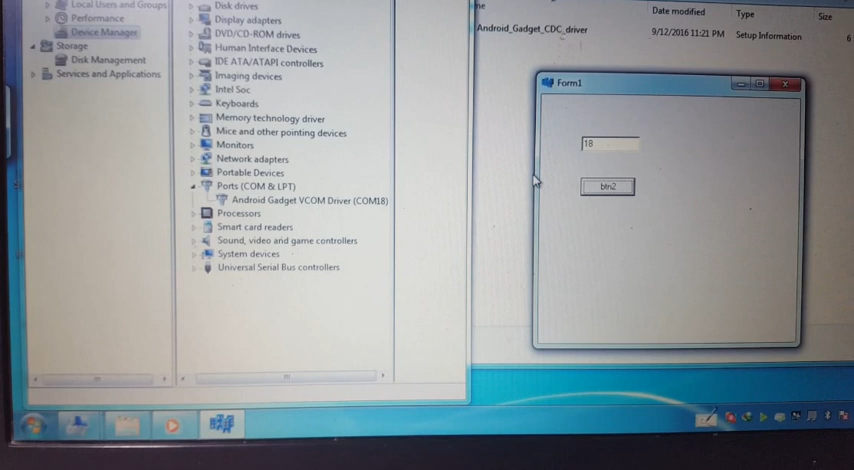 Local Users and Groups
Performance
Device Manager
Storage
Disk Management
Services and Applications
Disk drives
Display adapters
DVD/CD-ROM drives
Human Interface Devices
IDE ATA/ATAPI controllers
Imaging devices
Intel Soc
Keyboards
Memory technology driver
Mice and other pointing devices
Monitors
Network adapters
Portable Devices
Ports (COM & LPT)
Android Gadget VCOM Driver (COM18)
Processors
Smart card readers
Sound, video and game controllers
System devices
Universal Serial Bus controllers
me Date modified Type Size
Android_Gadget_CDC_driver 9/12/2016 11:21 PM Setup Information 6
Form1
18
btn2